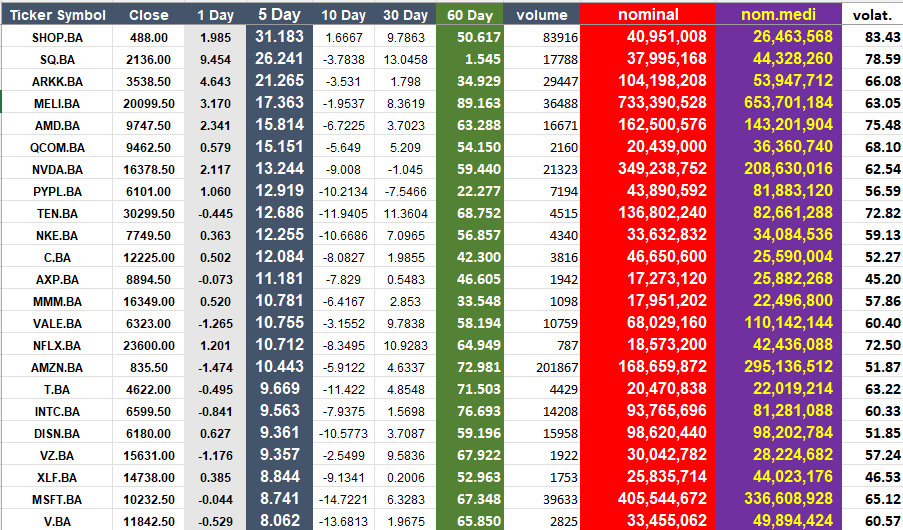 Ticker Symbol Close 1 Day 5 Day 10 Day 30 Day 60 Day volume nominal nom.medi volat.
SHOP.BA 488.00 1.985 31.183 1.6667 9.7863 50.617 83916 40,951,008 26,463,568 83.43
SQ.BA 2136.00 9.454 26.241 -3.7838 13.0458 1.545 17788 37,995,168 44,328,260 78.59
ARKK.BA 3538.50 4.643 21.265 -3.531 1.798 34.929 29447 104,198,208 53,947,712 66.08
MELI.BA 20099.50 3.170 17.363 -1.9537 8.3619 89.163 36488 733,390,528 653,701,184 63.05
AMD.BA 9747.50 2.341 15.814 -6.7225 3.7023 63.288 16671 162,500,576 143,201,904 75.48
QCOM.BA 9462.50 0.579 15.151 -5.649 5.209 54.150 2160 20,439,000 36,360,740 68.10
NVDA.BA 16378.50 2.117 13.244 -9.008 -1.045 59.440 21323 349,238,752 208,630,016 62.54
PYPL.BA 6101.00 1.060 12.919 -10.2134 -7.5466 22.277 7194 43,890,592 81,883,120 56.59
TEN.BA 30299.50 -0.445 12.686 -11.9405 11.3604 68.752 4515 136,802,240 82,661,288 72.82
NKE.BA 7749.50 0.363 12.255 -10.6686 7.0965 56.857 4340 33,632,832 34,084,536 59.13
C.BA 12225.00 0.502 12.084 -8.0827 1.9855 42.300 3816 46,650,600 25,590,004 52.27
AXP.BA 8894.50 -0.073 11.181 -7.829 0.5483 46.605 1942 17,273,120 25,882,268 45.20
MMM.BA 16349.00 0.520 10.781 -6.4167 2.853 33.548 1098 17,951,202 22,496,800 57.86
VALE.BA 6323.00 -1.265 10.755 -3.1552 9.7838 58.194 10759 68,029,160 110,142,144 60.40
NFLX.BA 23600.00 1.201 10.712 -8.3495 10.9283 64.949 787 18,573,200 42,436,088 72.50
AMZN.BA 835.50 -1.474 10.443 -5.9122 4.6337 72.981 201867 168,659,872 295,136,512 51.87
T.BA 4622.00 -0.495 9.669 -11.422 4.8548 71.503 4429 20,470,838 22,019,214 63.22
INTC.BA 6599.50 -0.841 9.563 -7.9375 1.5698 76.693 14208 93,765,696 81,281,088 60.33
DISN.BA 6180.00 0.627 9.361 -10.5773 3.7087 59.196 15958 98,620,440 98,202,784 51.85
VZ.BA 15631.00 -1.176 9.357 -2.5499 9.5836 67.922 1922 30,042,782 28,224,682 57.24
XLF.BA 14738.00 0.385 8.844 -9.1341 0.2006 52.963 1753 25,835,714 44,023,176 46.53
MSFT.BA 10232.50 -0.044 8.741 -14.7221 6.3283 67.348 39633 405,544,672 336,608,928 65.12
V.BA 11842.50 -0.529 8.062 -13.6813 1.9675 65.850 2825 33,455,062 49,894,424 60.57